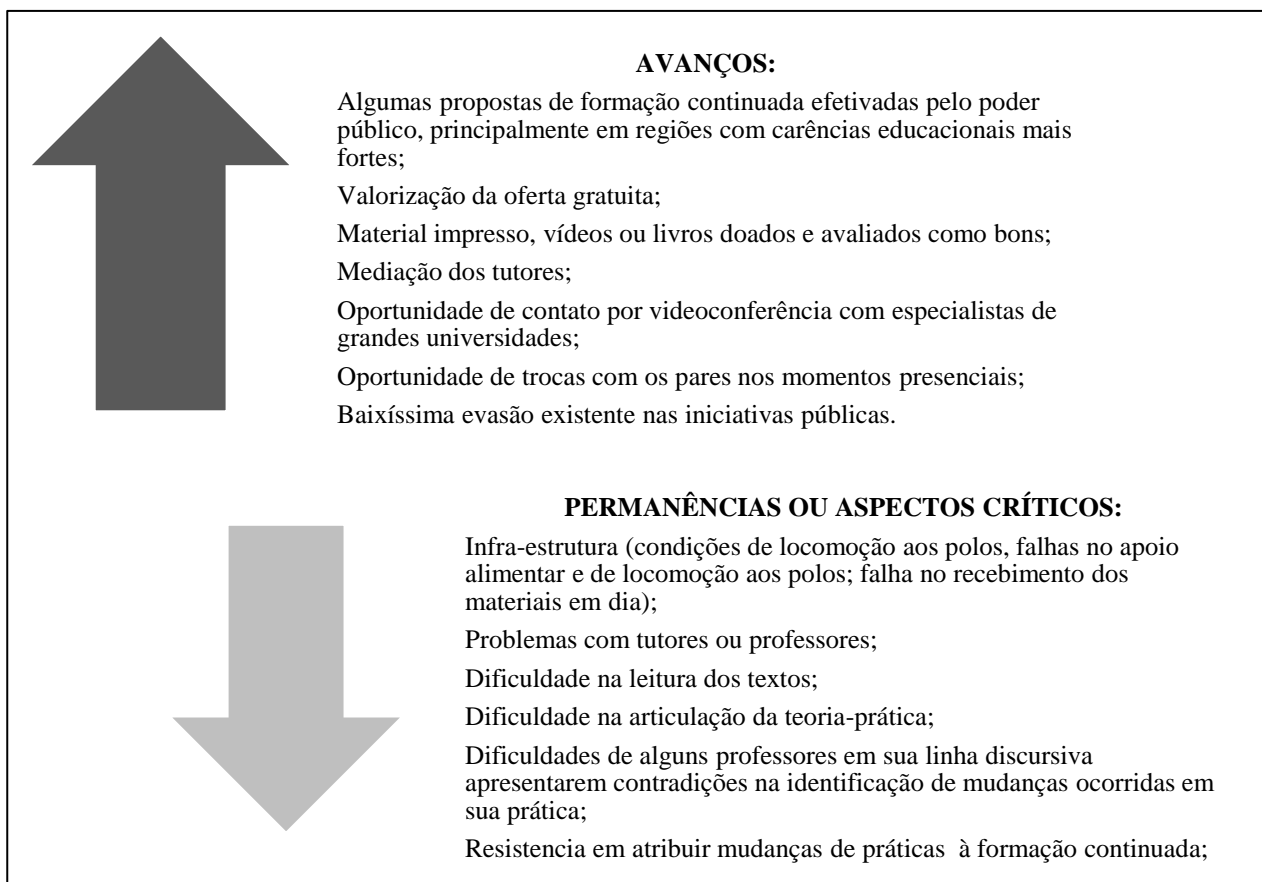 AVANÇOS:
Algumas propostas de formação continuada efetivadas pelo poder
público, principalmente em regiões com carências educacionais mais
fortes;
Valorização da oferta gratuita;
Material impresso, vídeos ou livros doados e avaliados como bons;
Mediação dos tutores;
Oportunidade de contato por videoconferência com especialistas de
grandes universidades;
Oportunidade de trocas com os pares nos momentos presenciais;
Baixíssima evasão existente nas iniciativas públicas.
PERMANÊNCIAS OU ASPECTOS CRÍTICOS:
Infra-estrutura (condições de locomoção aos polos, falhas no apoio
alimentar e de locomoção aos polos; falha no recebimento dos
materiais em dia);
Problemas com tutores ou professores;
Dificuldade na leitura dos textos;
Dificuldade na articulação da teoria-prática;
Dificuldades de alguns professores em sua linha discursiva
apresentarem contradições na identificação de mudanças ocorridas em
sua prática;
Resistencia em atribuir mudanças de práticas à formação continuada;